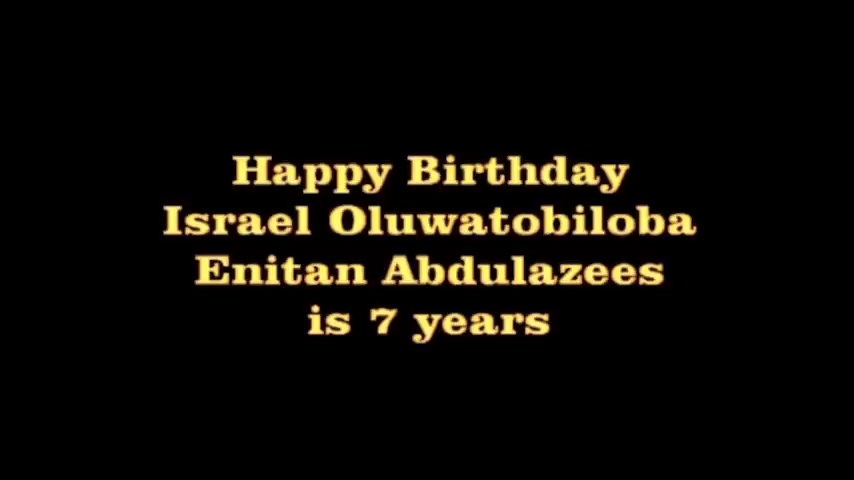 Happy Birthday
Israel Oluwatobiloba
Enitan Abdulazees
is 7 years